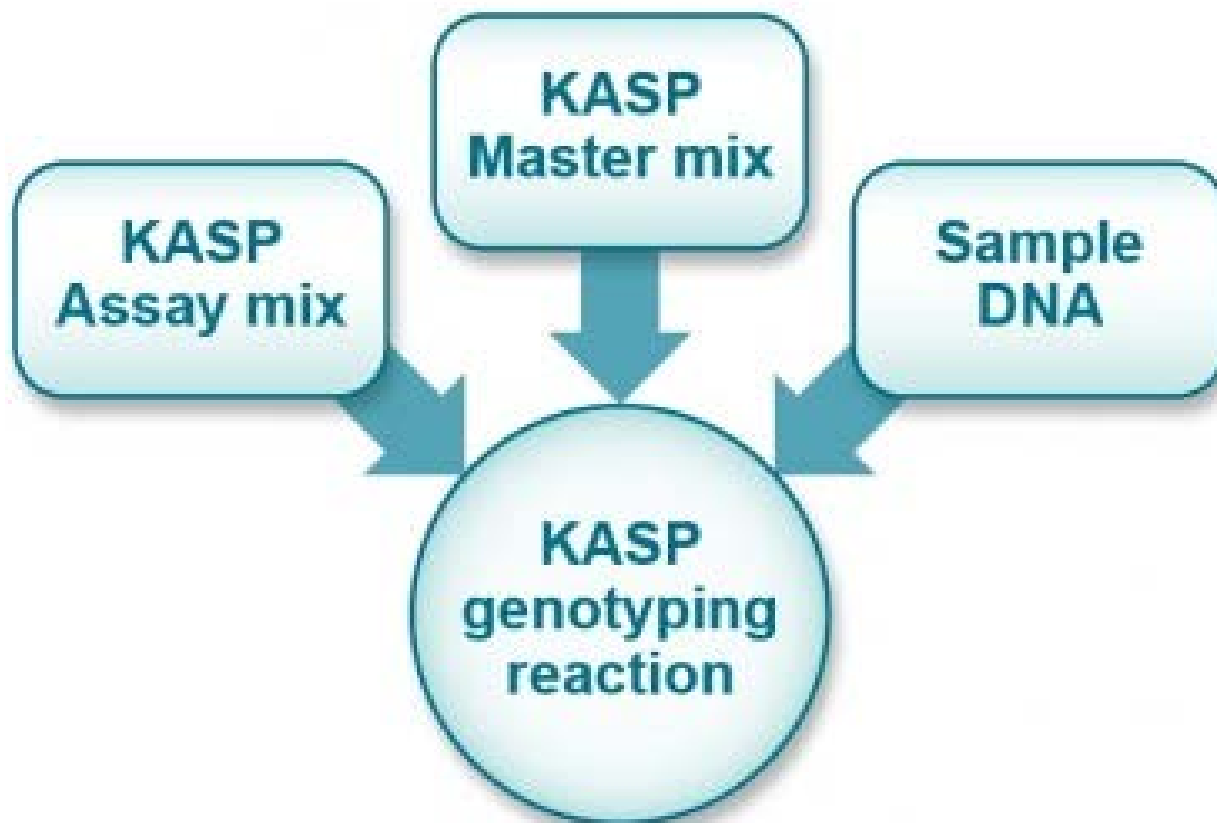 KASP
Master mix
KASP
Assay mix
Sample
DNA
KASP
genotyping
reaction